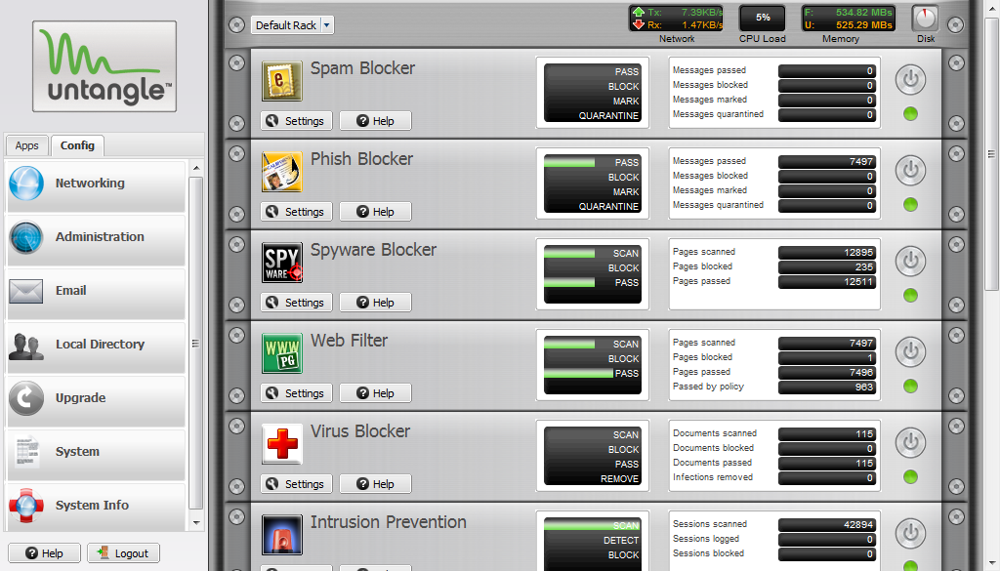 untangle™
Apps
Config
Networking
Administration
Email
Local Directory
Upgrade
System
System Info
Help
Logout
Default Rack
Tx: 7.39KB/s
Rx: 1.47KB/s
Network
5%
CPU Load
F: 534.82 MBs
U: 525.29 MBs
Memory
Disk
e
Spam Blocker
Settings
Help
PASS
BLOCK
MARK
QUARANTINE
Messages passed 0
Messages blocked 0
Messages marked 0
Messages quarantined 0
Phish Blocker
Settings
Help
PASS
BLOCK
MARK
QUARANTINE
Messages passed 7497
Messages blocked 0
Messages marked 0
Messages quarantined 0
SPY
WARE
Spyware Blocker
Settings
Help
SCAN
BLOCK
PASS
Pages scanned 12895
Pages blocked 235
Pages passed 12511
WWW
PG
Web Filter
Settings
Help
SCAN
BLOCK
PASS
Pages scanned 7497
Pages blocked 1
Pages passed 7496
Passed by policy 963
Virus Blocker
Settings
Help
SCAN
BLOCK
PASS
REMOVE
Documents scanned 115
Documents blocked 0
Documents passed 115
Infections removed 0
Intrusion Prevention
SCAN
DETECT
BLOCK
Sessions scanned 42894
Sessions logged 0
Sessions blocked 0